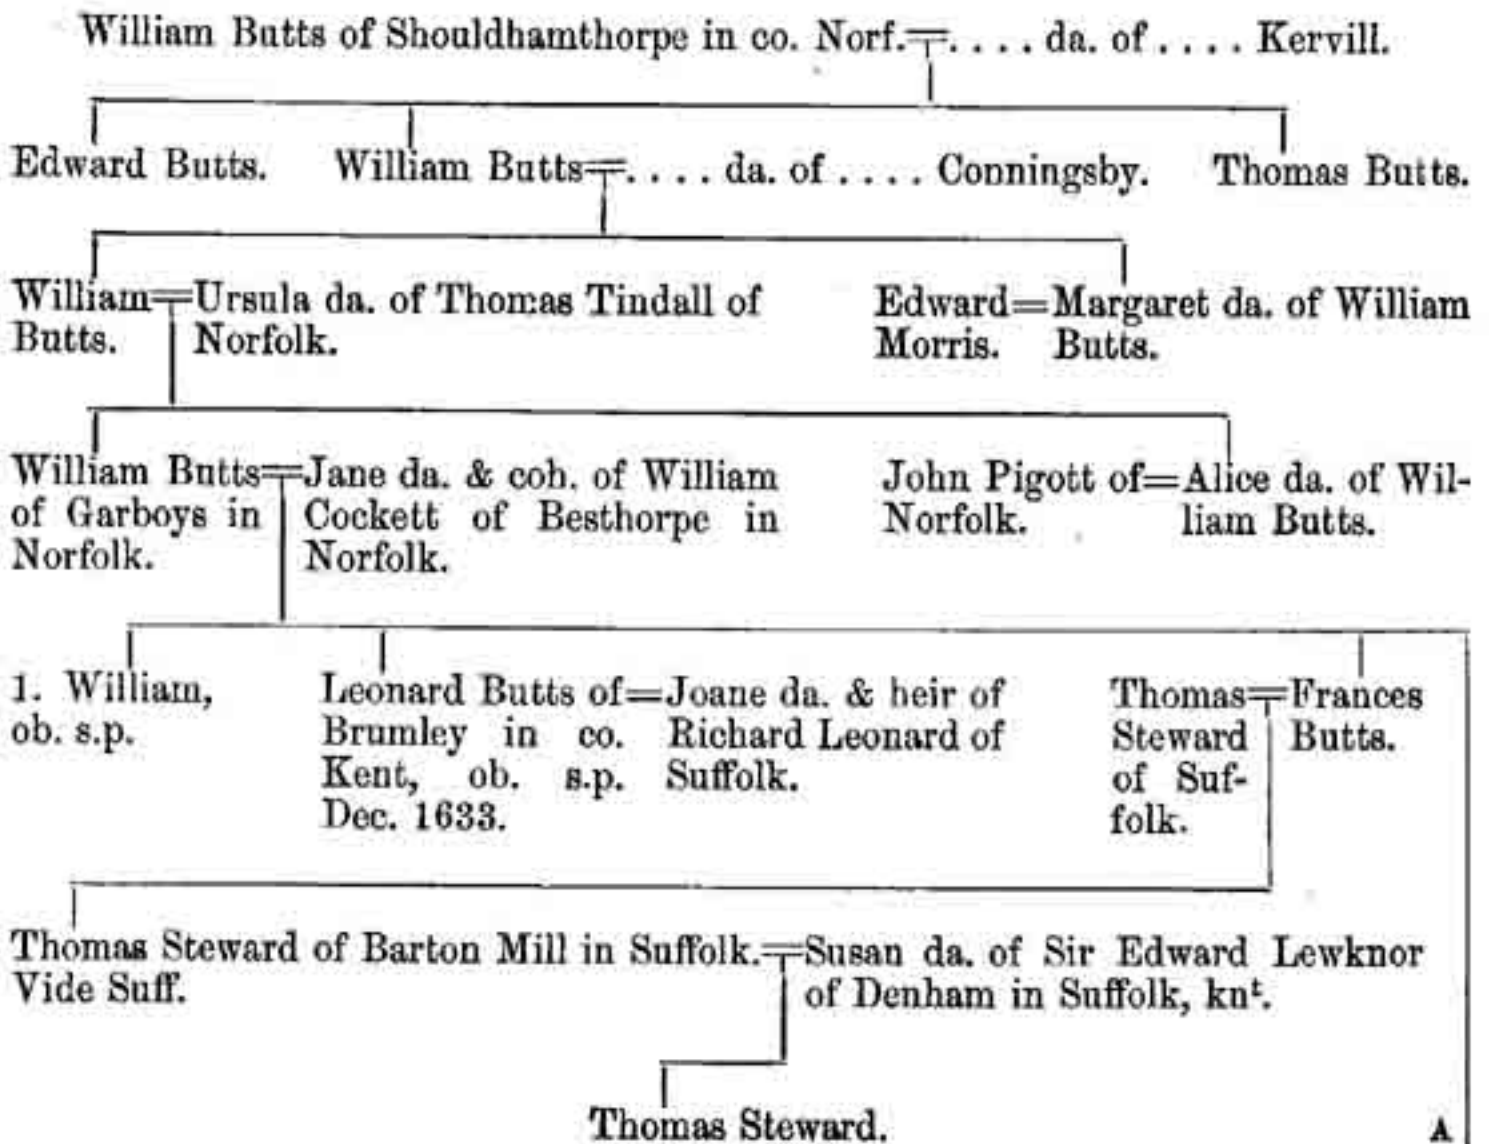 William Butts of Shouldhamthorpe in co. Norf.=. . . . da. of . . . . Kervill.
Edward Butts. William Butts=. . . . da. of . . . . Conningsby. Thomas Butts.
William=Ursula da. of Thomas Tindall of
Butts. Norfolk.
Edward=Margaret da. of William
Morris. Butts.
William Butts=Jane da. & coh. of William
of Garboys in Cockett of Besthorpe in
Norfolk. Norfolk.
John Pigott of=Alice da. of Wil-
Norfolk. liam Butts.
1. William,
ob. s.p.
Leonard Butts of=Joane da. & heir of
Brumley in co. Richard Leonard of
Kent, ob. s.p. Suffolk.
Dec. 1633.
Thomas=Frances
Steward Butts.
of Suf-
folk.
Thomas Steward of Barton Mill in Suffolk.=Susan da. of Sir Edward Lewknor
Vide Suff. of Denham in Suffolk, knᵗ.
Thomas Steward.
A